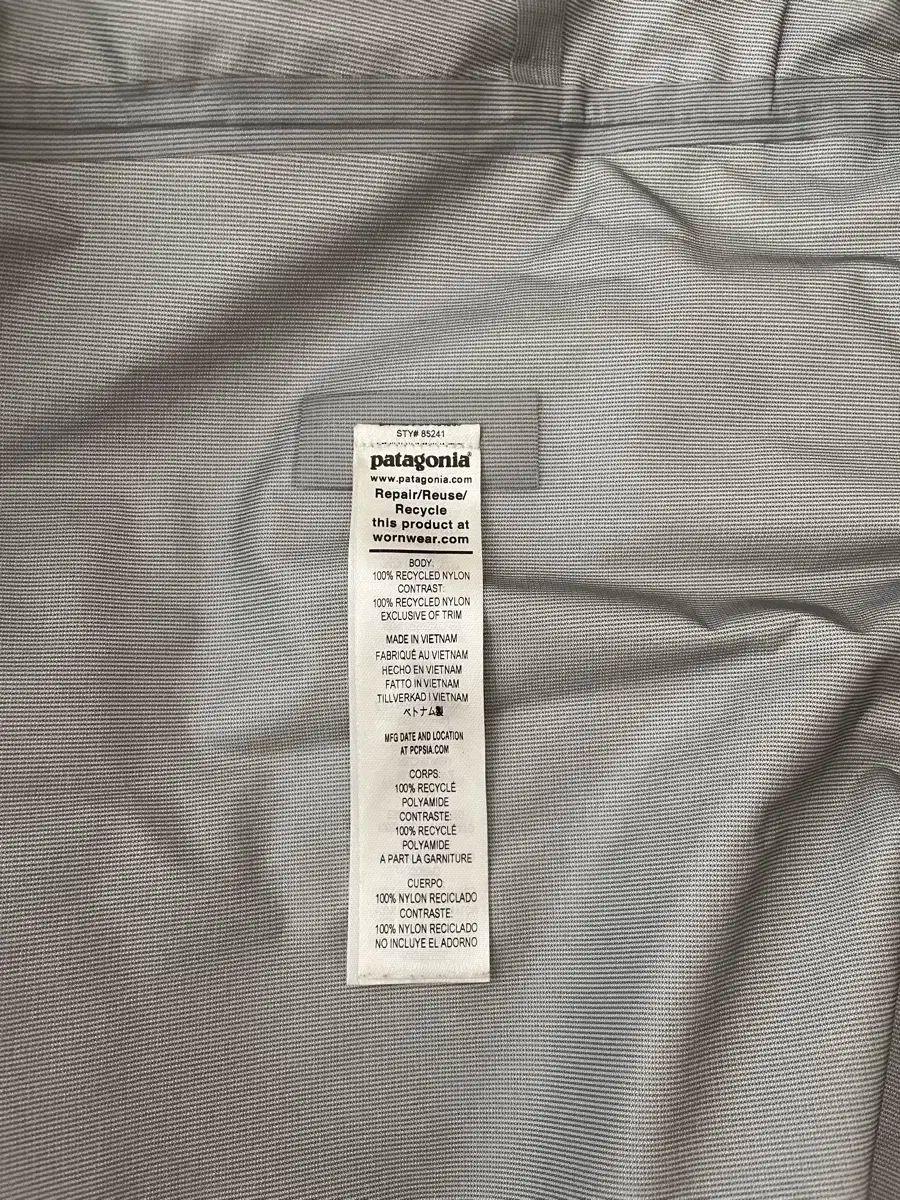 STY# 85241
patagonia®
www.patagonia.com
Repair/Reuse/
Recycle
this product at
wornwear.com
BODY:
100% RECYCLED NYLON
CONTRAST:
100% RECYCLED NYLON
EXCLUSIVE OF TRIM
MADE IN VIETNAM
FABRIQUÉ AU VIETNAM
HECHO EN VIETNAM
FATTO IN VIETNAM
TILLVERKAD I VIETNAM
ベトナム製
MFG DATE AND LOCATION
AT PCPSIA.COM
CORPS:
100% RECYCLÉ
POLYAMIDE
CONTRASTE:
100% RECYCLÉ
POLYAMIDE
A PART LA GARNITURE
CUERPO:
100% NYLON RECICLADO
CONTRASTE:
100% NYLON RECICLADO
NO INCLUYE EL ADORNO